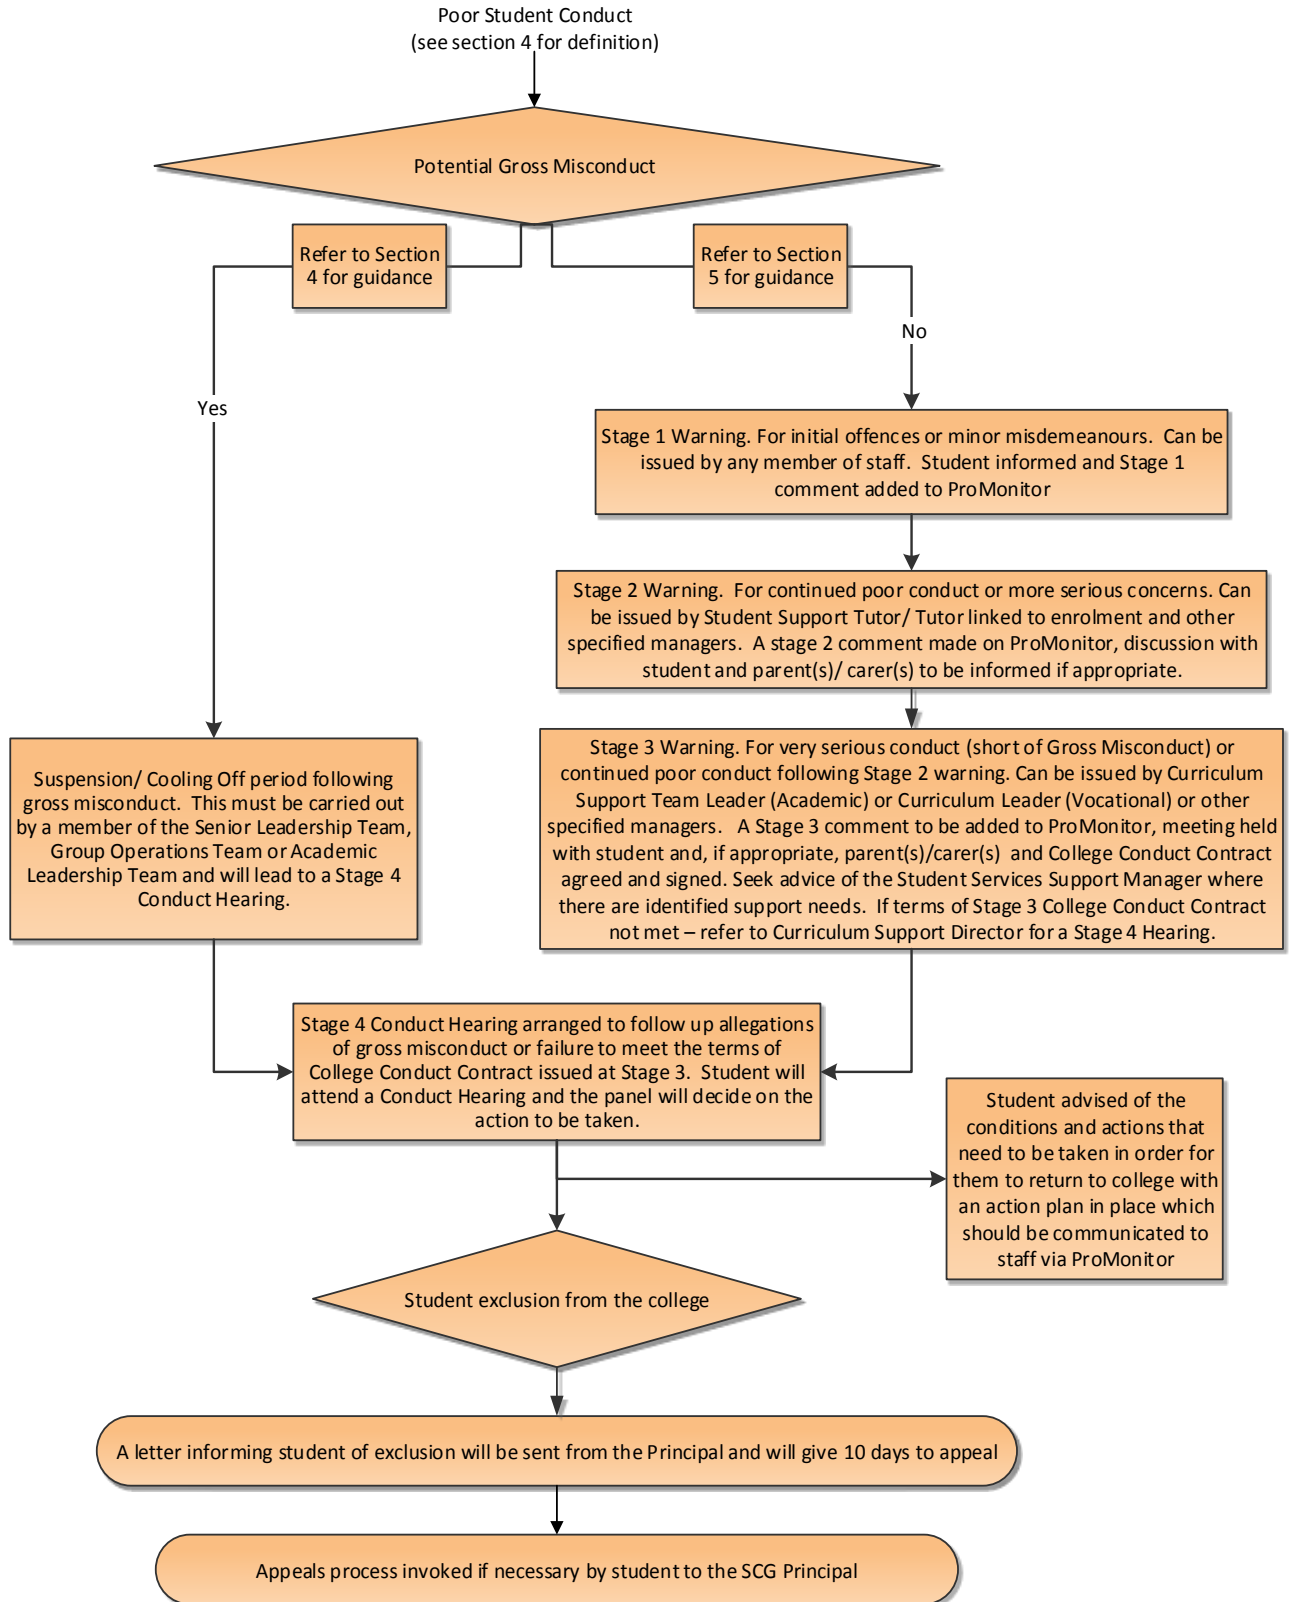 Poor Student Conduct
(see section 4 for definition)
Potential Gross Misconduct
Refer to Section
4 for guidance
Refer to Section
5 for guidance
No
Yes
Stage 1 Warning. For initial offences or minor misdemeanours. Can be
issued by any member of staff. Student informed and Stage 1
comment added to ProMonitor
Stage 2 Warning. For continued poor conduct or more serious concerns. Can
be issued by Student Support Tutor/ Tutor linked to enrolment and other
specified managers. A stage 2 comment made on ProMonitor, discussion with
student and parent(s)/ carer(s) to be informed if appropriate.
Stage 3 Warning. For very serious conduct (short of Gross Misconduct) or
continued poor conduct following Stage 2 warning. Can be issued by Curriculum
Support Team Leader (Academic) or Curriculum Leader (Vocational) or other
specified managers. A Stage 3 comment to be added to ProMonitor, meeting held
with student and, if appropriate, parent(s)/carer(s) and College Conduct Contract
agreed and signed. Seek advice of the Student Services Support Manager where
there are identified support needs. If terms of Stage 3 College Conduct Contract
not met – refer to Curriculum Support Director for a Stage 4 Hearing.
Suspension/ Cooling Off period following
gross misconduct. This must be carried out
by a member of the Senior Leadership Team,
Group Operations Team or Academic
Leadership Team and will lead to a Stage 4
Conduct Hearing.
Stage 4 Conduct Hearing arranged to follow up allegations
of gross misconduct or failure to meet the terms of
College Conduct Contract issued at Stage 3. Student will
attend a Conduct Hearing and the panel will decide on the
action to be taken.
Student advised of the
conditions and actions that
need to be taken in order for
them to return to college with
an action plan in place which
should be communicated to
staff via ProMonitor
Student exclusion from the college
A letter informing student of exclusion will be sent from the Principal and will give 10 days to appeal
Appeals process invoked if necessary by student to the SCG Principal